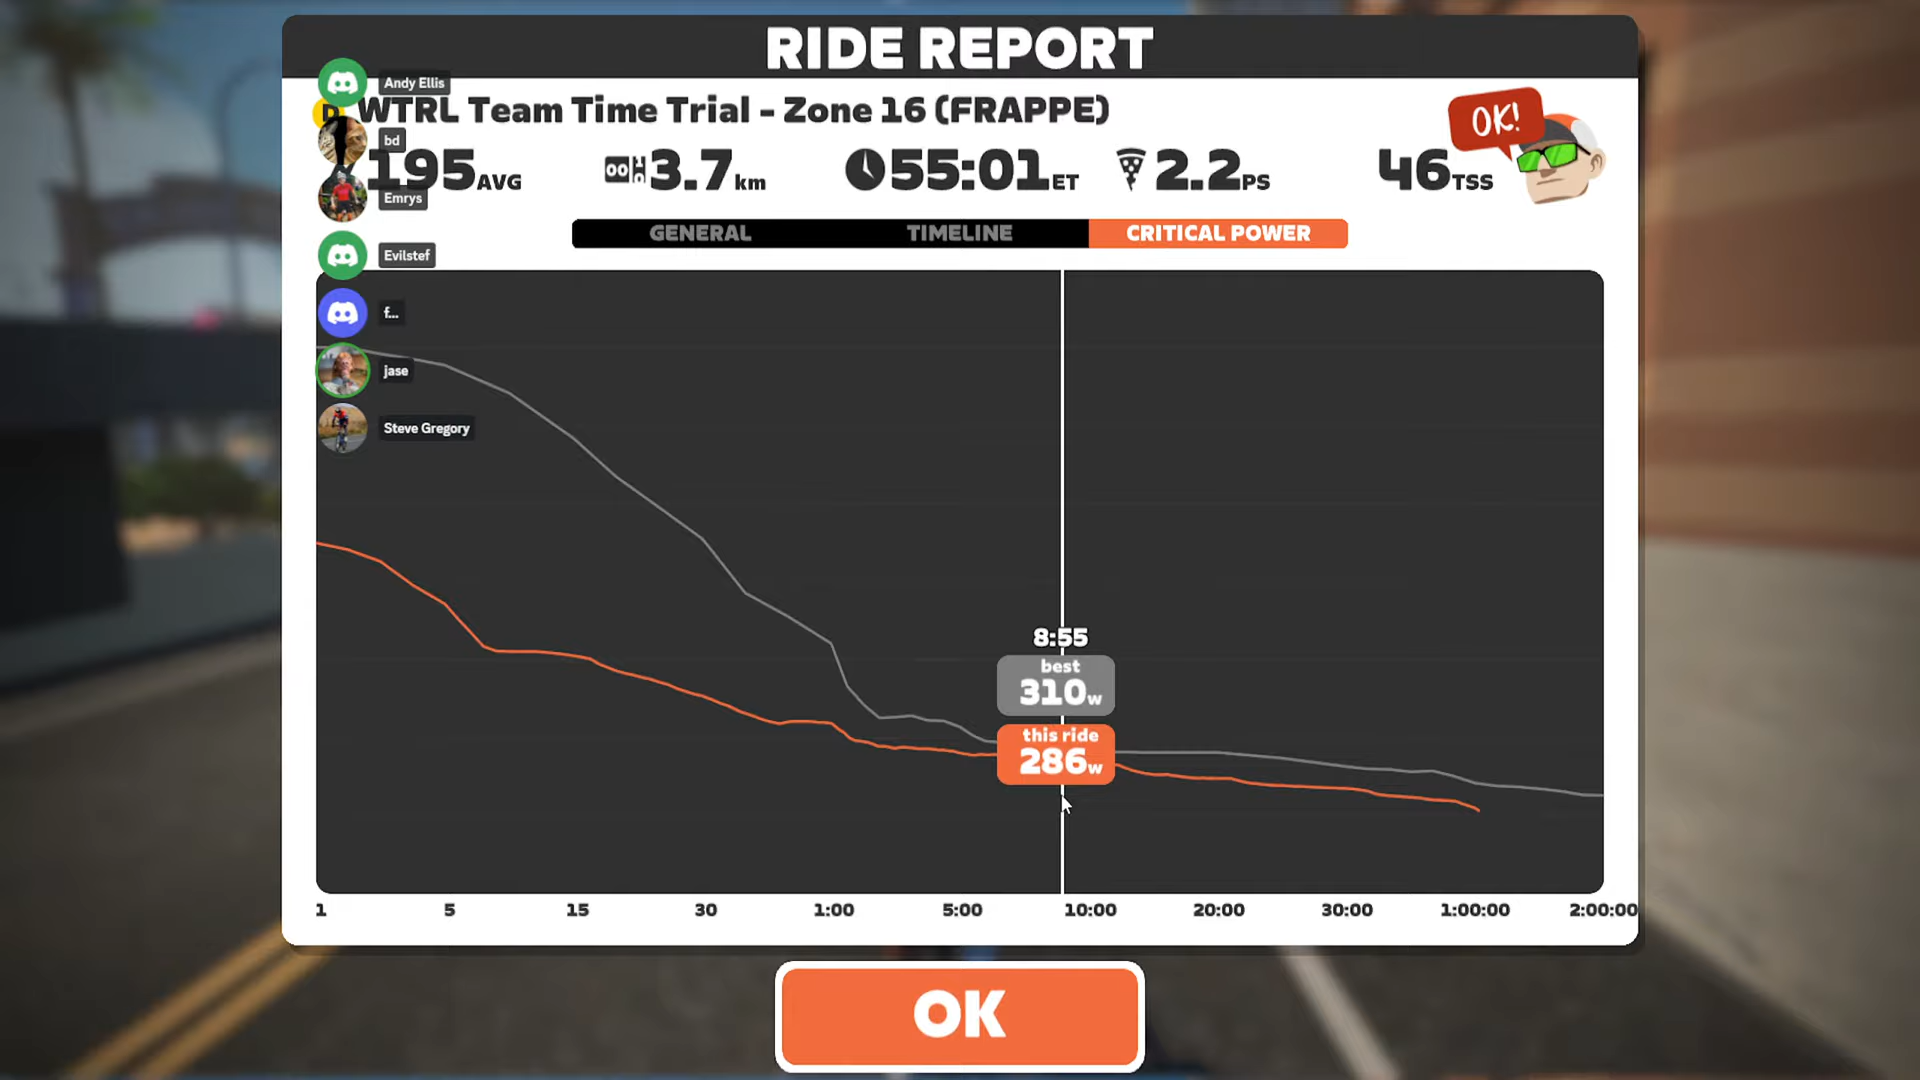 RIDE REPORT
Andy Ellis
WTRL Team Time Trial - Zone 16 (FRAPPE)
OK!
bd
195AVG
3.7km
55:01ET
2.2PS
46TSS
Emrys
GENERAL
TIMELINE
CRITICAL POWER
Evilstef
f...
jase
Steve Gregory
8:55
best
310w
this ride
286w
1 5 15 30 1:00 5:00 10:00 20:00 30:00 1:00:00 2:00:00
OK